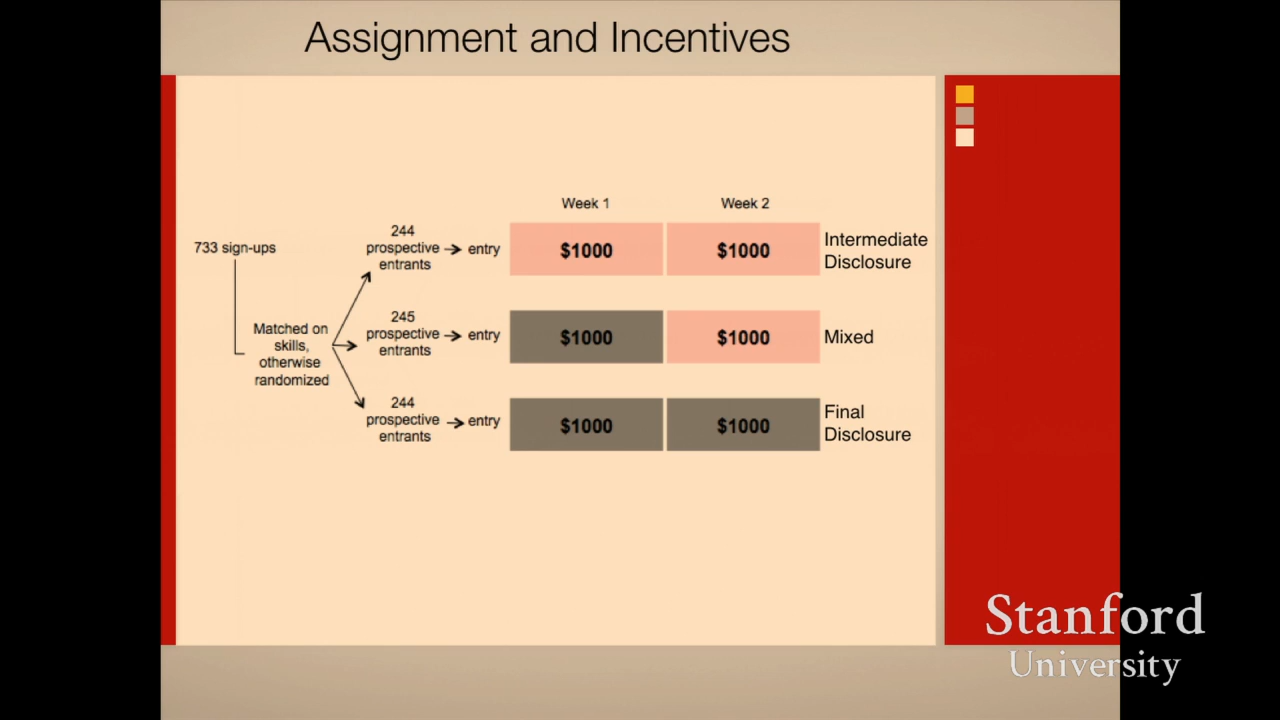 Assignment and Incentives
Week 1
Week 2
733 sign-ups
Matched on
skills,
otherwise
randomized
244
prospective
entrants
entry
$1000
$1000
Intermediate
Disclosure
245
prospective
entrants
entry
$1000
$1000
Mixed
244
prospective
entrants
entry
$1000
$1000
Final
Disclosure
Stanford
University